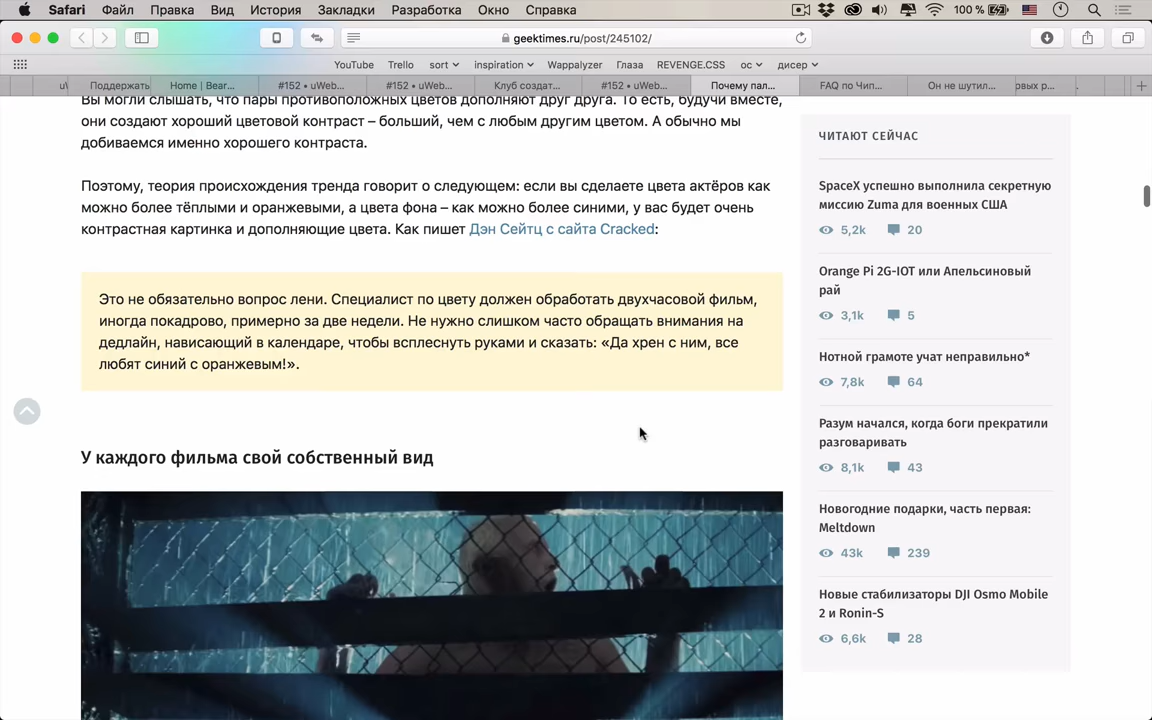 Safari Файл Правка Вид История Закладки Разработка Окно Справка 100 %
geektimes.ru/post/245102/
YouTube Trello sort inspiration Wappalyzer Глаза REVENGE.CSS ос дисер
Поддержать Home | Bear... #152 • uWeb... #152 • uWeb... Клуб создат... #152 • uWeb... Почему пал... FAQ по Чип... Он не шутил...
Вы могли слышать, что пары противоположных цветов дополняют друг друга. То есть, будучи вместе,
они создают хороший цветовой контраст – больший, чем с любым другим цветом. А обычно мы
добиваемся именно хорошего контраста.
Поэтому, теория происхождения тренда говорит о следующем: если вы сделаете цвета актёров как
можно более тёплыми и оранжевыми, а цвета фона – как можно более синими, у вас будет очень
контрастная картинка и дополняющие цвета. Как пишет Дэн Сейтц с сайта Cracked:
Это не обязательно вопрос лени. Специалист по цвету должен обработать двухчасовой фильм,
иногда покадрово, примерно за две недели. Не нужно слишком часто обращать внимания на
дедлайн, нависающий в календаре, чтобы всплеснуть руками и сказать: «Да хрен с ним, все
любят синий с оранжевым!».
У каждого фильма свой собственный вид
ЧИТАЮТ СЕЙЧАС
SpaceX успешно выполнила секретную
миссию Zuma для военных США
5,2k 20
Orange Pi 2G-IOT или Апельсиновый
рай
3,1k 5
Нотной грамоте учат неправильно*
7,8k 64
Разум начался, когда боги прекратили
разговаривать
8,1k 43
Новогодние подарки, часть первая:
Meltdown
43k 239
Новые стабилизаторы DJI Osmo Mobile
2 и Ronin-S
6,6k 28